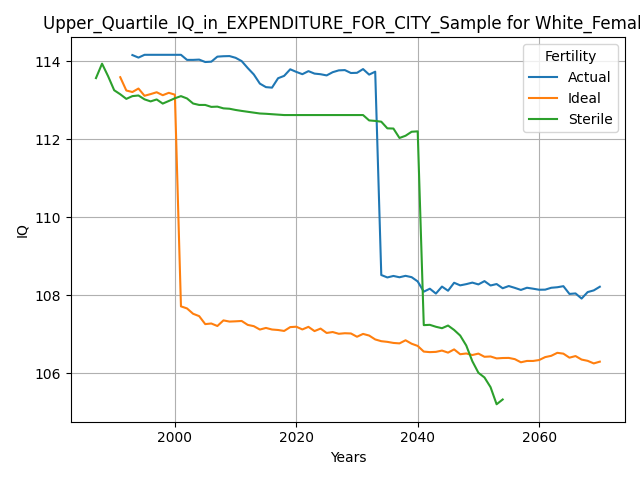 Upper_Quartile_IQ_in_EXPENDITURE_FOR_CITY_Sample for White_Femal
Fertility
Actual
Ideal
Sterile
114
112
110
108
106
IQ
2000
2020
2040
2060
Years